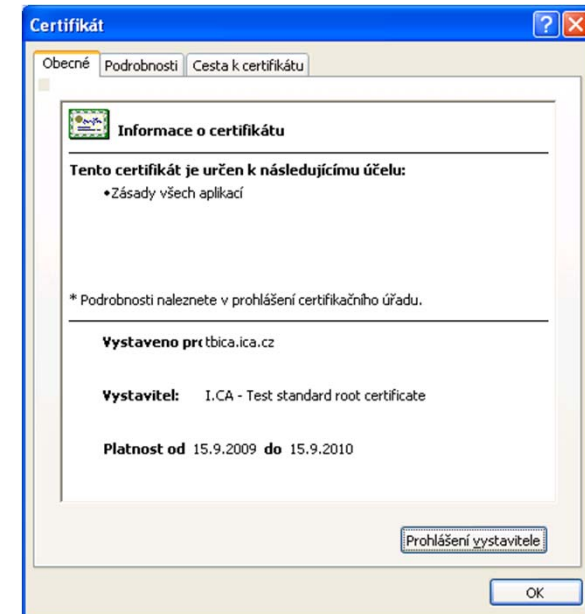 Certifikát
Obecné Podrobnosti Cesta k certifikátu
Informace o certifikátu
Tento certifikát je určen k následujícímu účelu:
•Zásady všech aplikací
* Podrobnosti naleznete v prohlášení certifikačního úřadu.
Vystaveno pro tbica.ica.cz
Vystavitel: I.CA - Test standard root certificate
Platnost od 15.9.2009 do 15.9.2010
Prohlášení vystavitele
OK